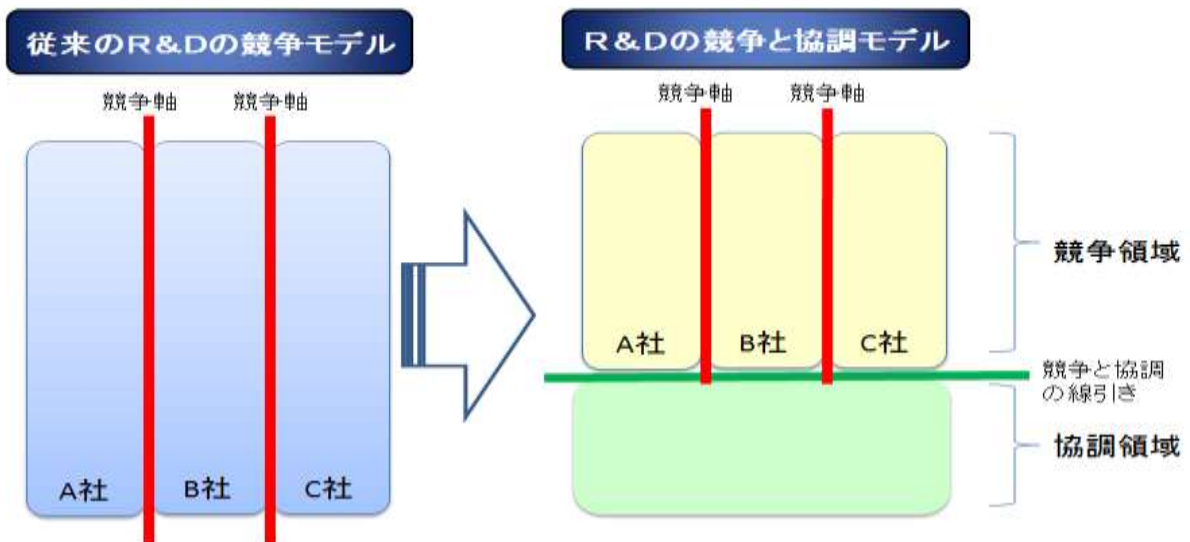 従来のR&Dの競争モデル
競争軸
競争軸
A社
B社
C社
R&Dの競争と協調モデル
競争軸
競争軸
A社
B社
C社
競争領域
競争と協調
の線引き
協調領域